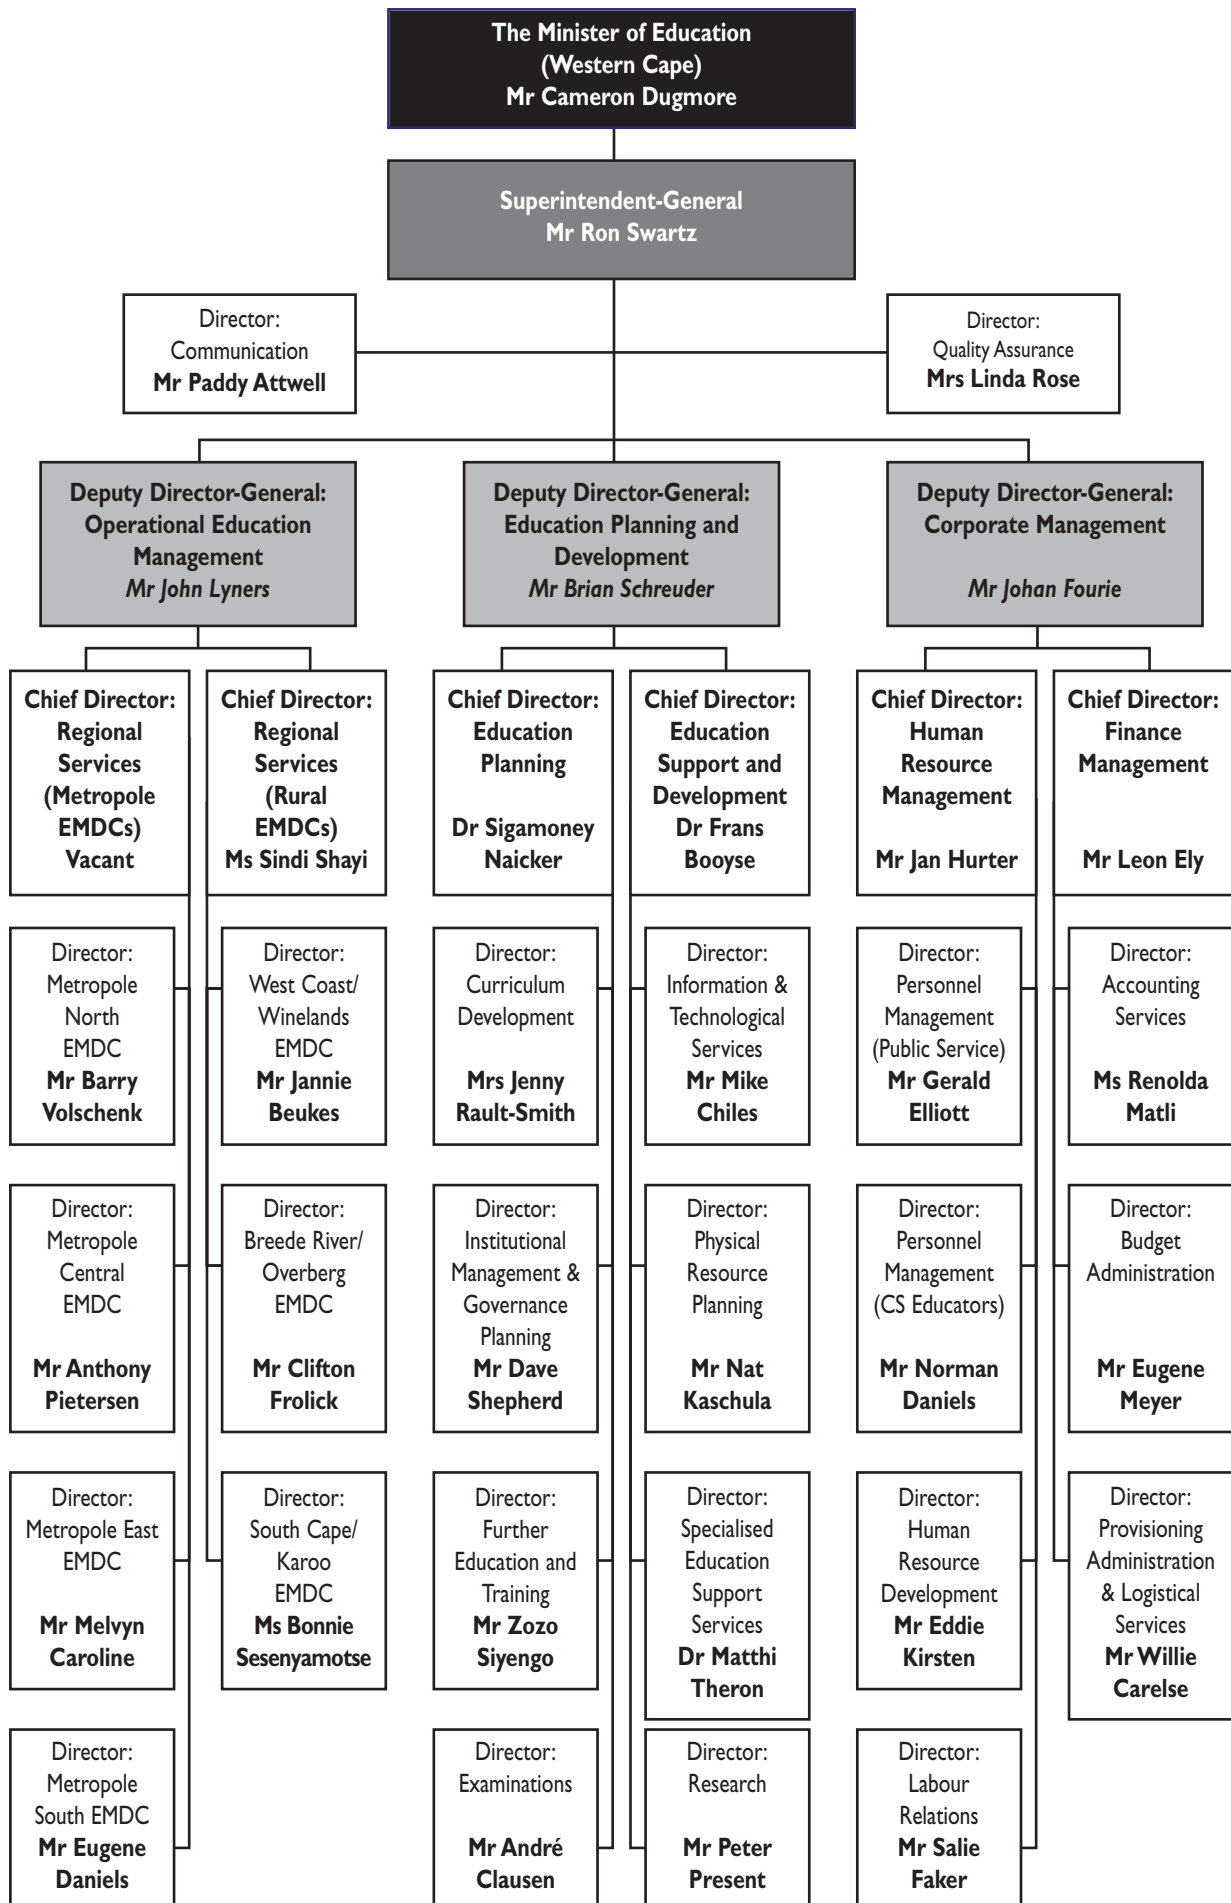 The Minister of Education
(Western Cape)
Mr Cameron Dugmore
Superintendent-General
Mr Ron Swartz
Director:
Communication
Mr Paddy Attwell
Director:
Quality Assurance
Mrs Linda Rose
Deputy Director-General:
Operational Education
Management
Mr John Lyners
Deputy Director-General:
Education Planning and
Development
Mr Brian Schreuder
Deputy Director-General:
Corporate Management
Mr Johan Fourie
Chief Director:
Regional
Services
(Metropole
EMDCs)
Vacant
Chief Director:
Regional
Services
(Rural
EMDCs)
Ms Sindi Shayi
Chief Director:
Education
Planning
Dr Sigamoney
Naicker
Chief Director:
Education
Support and
Development
Dr Frans
Booyse
Chief Director:
Human
Resource
Management
Mr Jan Hurter
Chief Director:
Finance
Management
Mr Leon Ely
Director:
Metropole
North
EMDC
Mr Barry
Volschenk
Director:
West Coast/
Winelands
EMDC
Mr Jannie
Beukes
Director:
Curriculum
Development
Mrs Jenny
Rault-Smith
Director:
Information &
Technological
Services
Mr Mike
Chiles
Director:
Personnel
Management
(Public Service)
Mr Gerald
Elliott
Director:
Accounting
Services
Ms Renolda
Matli
Director:
Metropole
Central
EMDC
Mr Anthony
Pietersen
Director:
Breede River/
Overberg
EMDC
Mr Clifton
Frolick
Director:
Institutional
Management &
Governance
Planning
Mr Dave
Shepherd
Director:
Physical
Resource
Planning
Mr Nat
Kaschula
Director:
Personnel
Management
(CS Educators)
Mr Norman
Daniels
Director:
Budget
Administration
Mr Eugene
Meyer
Director:
Metropole East
EMDC
Mr Melvyn
Caroline
Director:
South Cape/
Karoo
EMDC
Ms Bonnie
Sesenyamotse
Director:
Further
Education and
Training
Mr Zozo
Siyengo
Director:
Specialised
Education
Support
Services
Dr Matthi
Theron
Director:
Human
Resource
Development
Mr Eddie
Kirsten
Director:
Provisioning
Administration
& Logistical
Services
Mr Willie
Carelse
Director:
Metropole
South EMDC
Mr Eugene
Daniels
Director:
Examinations
Mr André
Clausen
Director:
Research
Mr Peter
Present
Director:
Labour
Relations
Mr Salie
Faker